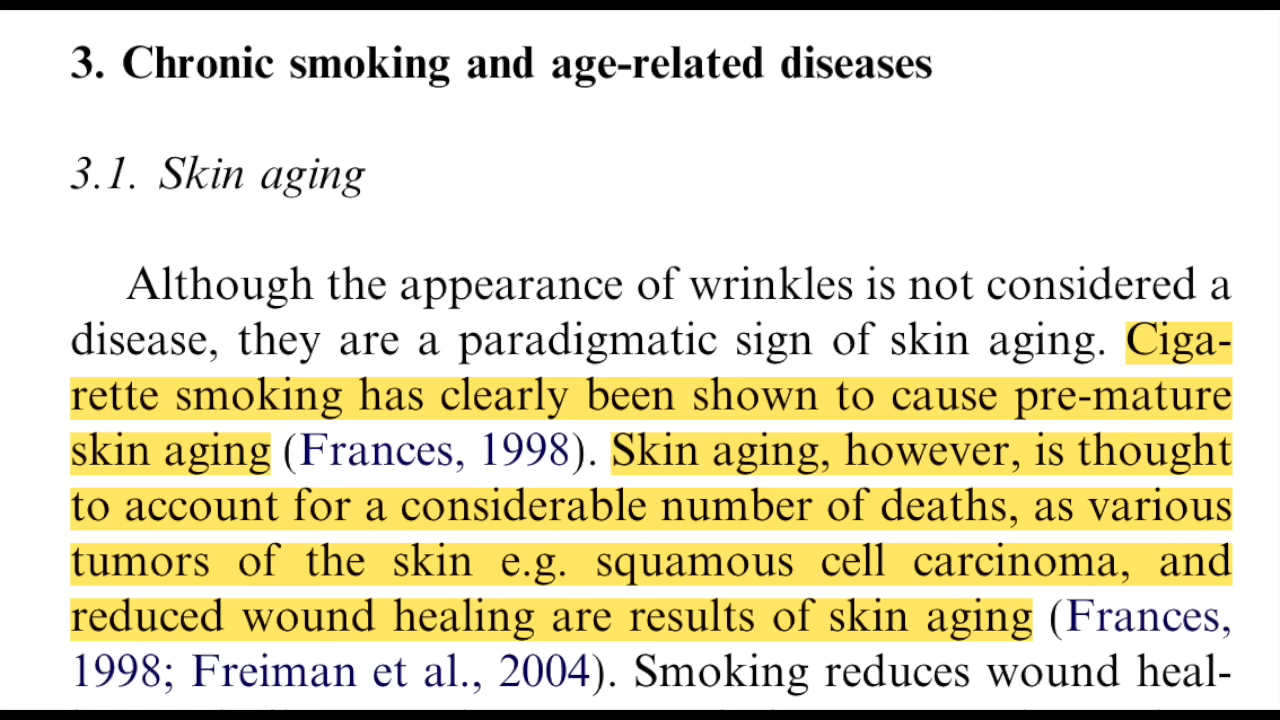 3. Chronic smoking and age-related diseases
3.1. Skin aging
Although the appearance of wrinkles is not considered a
disease, they are a paradigmatic sign of skin aging. Ciga-
rette smoking has clearly been shown to cause pre-mature
skin aging (Frances, 1998). Skin aging, however, is thought
to account for a considerable number of deaths, as various
tumors of the skin e.g. squamous cell carcinoma, and
reduced wound healing are results of skin aging (Frances,
1998; Freiman et al., 2004). Smoking reduces wound heal-